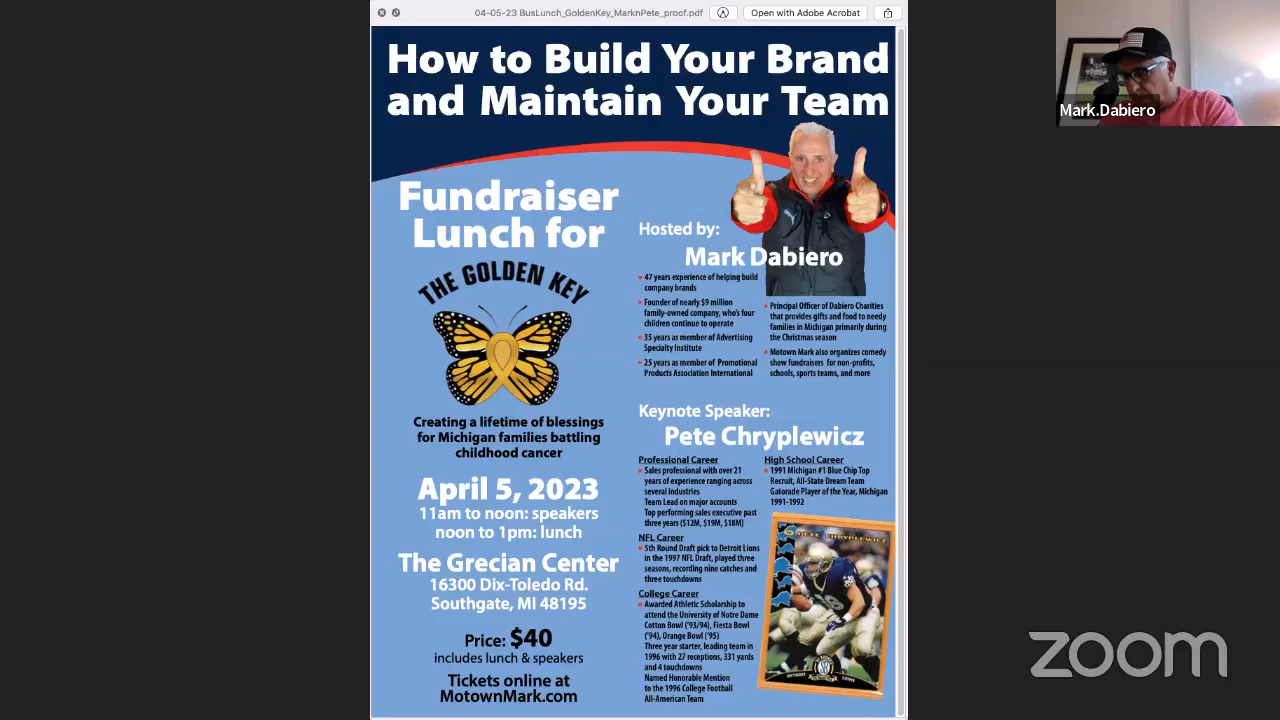 04-05-23 BusLunch_GoldenKey_MarknPete_proof.pdf
Open with Adobe Acrobat
How to Build Your Brand
and Maintain Your Team
Fundraiser
Lunch for
THE GOLDEN KEY
Creating a lifetime of blessings
for Michigan families battling
childhood cancer
April 5, 2023
11am to noon: speakers
noon to 1pm: lunch
The Grecian Center
16300 Dix-Toledo Rd.
Southgate, MI 48195
Price: $40
includes lunch & speakers
Tickets online at
MotownMark.com
Hosted by:
Mark Dabiero
• 47 years experience of helping build
company brands
• Founder of nearly $9 million
family-owned company, who's four
children continue to operate
• 35 years as member of Advertising
Specialty Institute
• 25 years as member of Promotional
Products Association International
• Principal Officer of Dabiero Charities
that provides gifts and food to needy
families in Michigan primarily during
the Christmas season
• Motown Mark also organizes comedy
show fundraisers for non-profits,
schools, sports teams, and more
Keynote Speaker:
Pete Chryplewicz
Professional Career
• Sales professional with over 21
years of experience ranging across
several industries
Team Lead on major accounts
Top performing sales executive past
three years ($12M, $19M, $18M)
NFL Career
• 5th Round Draft pick to Detroit Lions
in the 1997 NFL Draft, played three
seasons, recording nine catches and
three touchdowns
College Career
• Awarded Athletic Scholarship to
attend the University of Notre Dame
Cotton Bowl ('93/94), Fiesta Bowl
('94), Orange Bowl ('95)
Three year starter, leading team in
1996 with 27 receptions, 331 yards
and 4 touchdowns
Named Honorable Mention
to the 1996 College Football
All-American Team
High School Career
• 1991 Michigan #1 Blue Chip Top
Recruit, All-State Dream Team
Gatorade Player of the Year, Michigan
1991-1992
PETE CHRYPLEWICZ
DETROIT LIONS
Mark.Dabiero
zoom